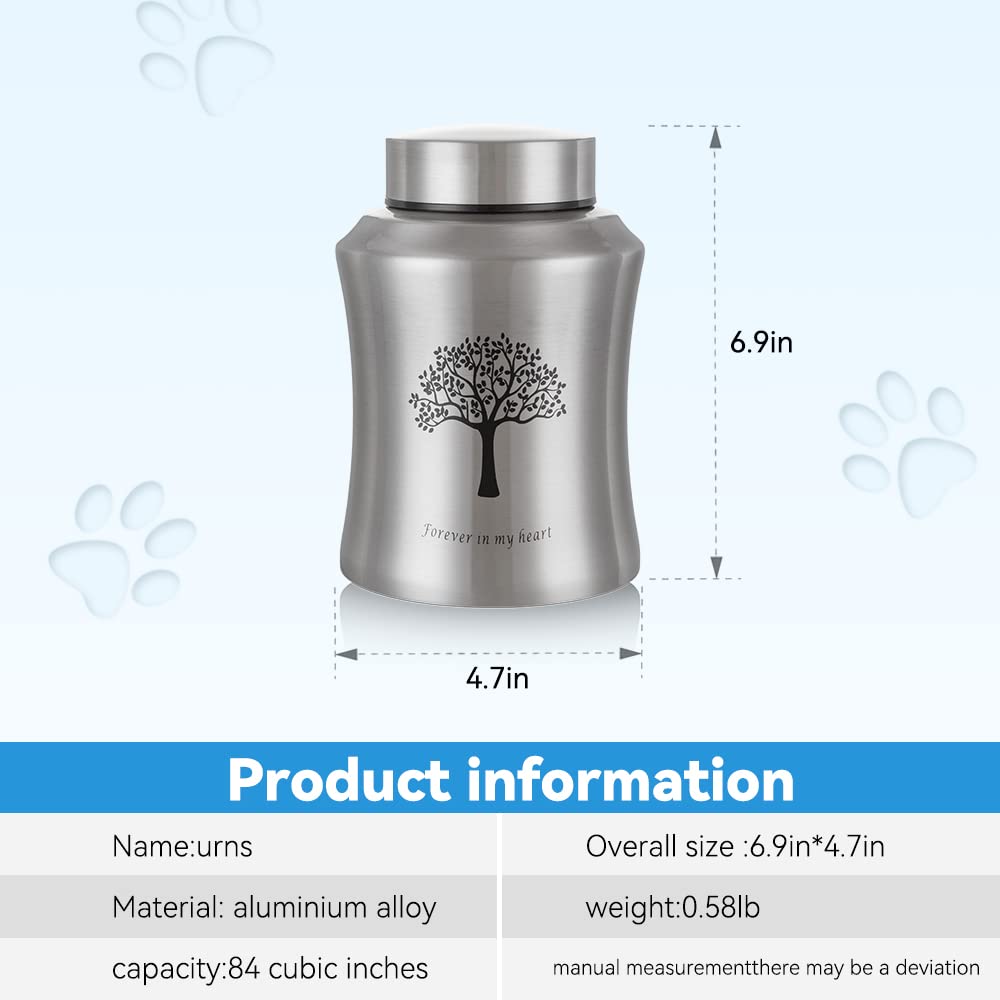 6.9in
Forever in my heart
4.7in
Product information
Name:urns
Overall size :6.9in*4.7in
Material: aluminium alloy
weight:0.58lb
capacity:84 cubic inches
manual measurementthere may be a deviation